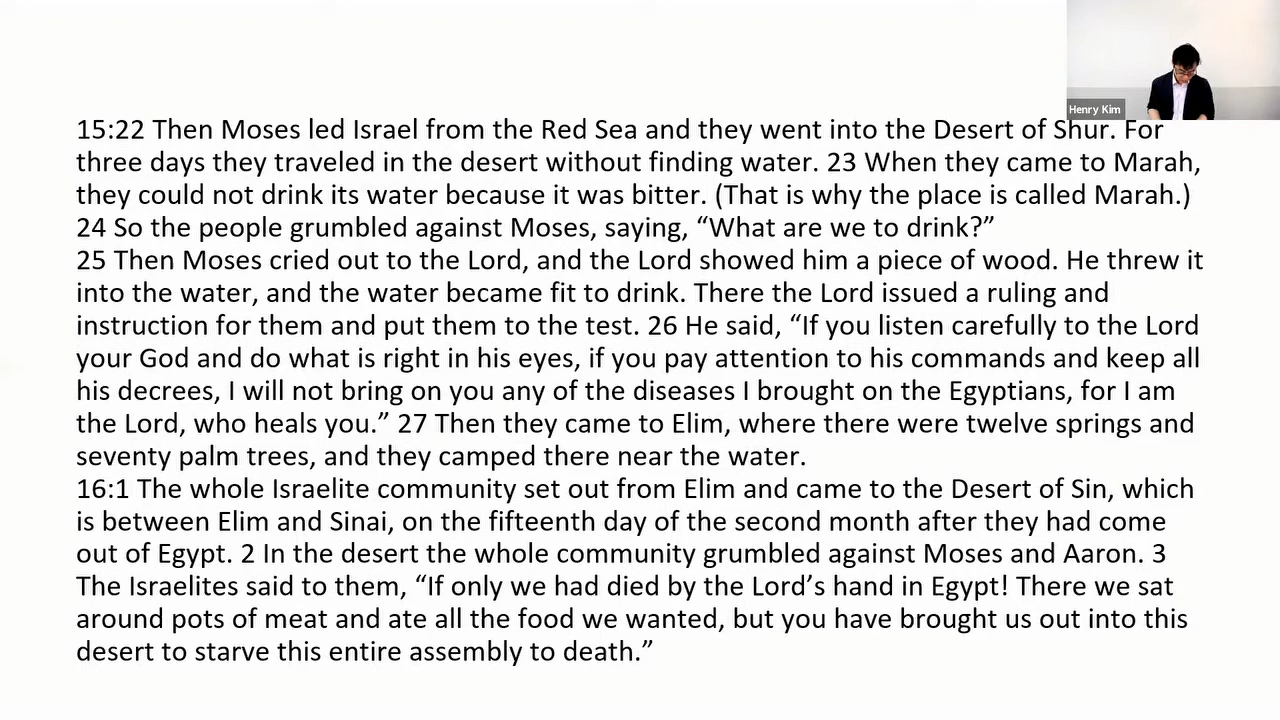 Henry Kim
15:22 Then Moses led Israel from the Red Sea and they went into the Desert of Shur. For
three days they traveled in the desert without finding water. 23 When they came to Marah,
they could not drink its water because it was bitter. (That is why the place is called Marah.)
24 So the people grumbled against Moses, saying, “What are we to drink?”
25 Then Moses cried out to the Lord, and the Lord showed him a piece of wood. He threw it
into the water, and the water became fit to drink. There the Lord issued a ruling and
instruction for them and put them to the test. 26 He said, “If you listen carefully to the Lord
your God and do what is right in his eyes, if you pay attention to his commands and keep all
his decrees, I will not bring on you any of the diseases I brought on the Egyptians, for I am
the Lord, who heals you.” 27 Then they came to Elim, where there were twelve springs and
seventy palm trees, and they camped there near the water.
16:1 The whole Israelite community set out from Elim and came to the Desert of Sin, which
is between Elim and Sinai, on the fifteenth day of the second month after they had come
out of Egypt. 2 In the desert the whole community grumbled against Moses and Aaron. 3
The Israelites said to them, “If only we had died by the Lord’s hand in Egypt! There we sat
around pots of meat and ate all the food we wanted, but you have brought us out into this
desert to starve this entire assembly to death.”